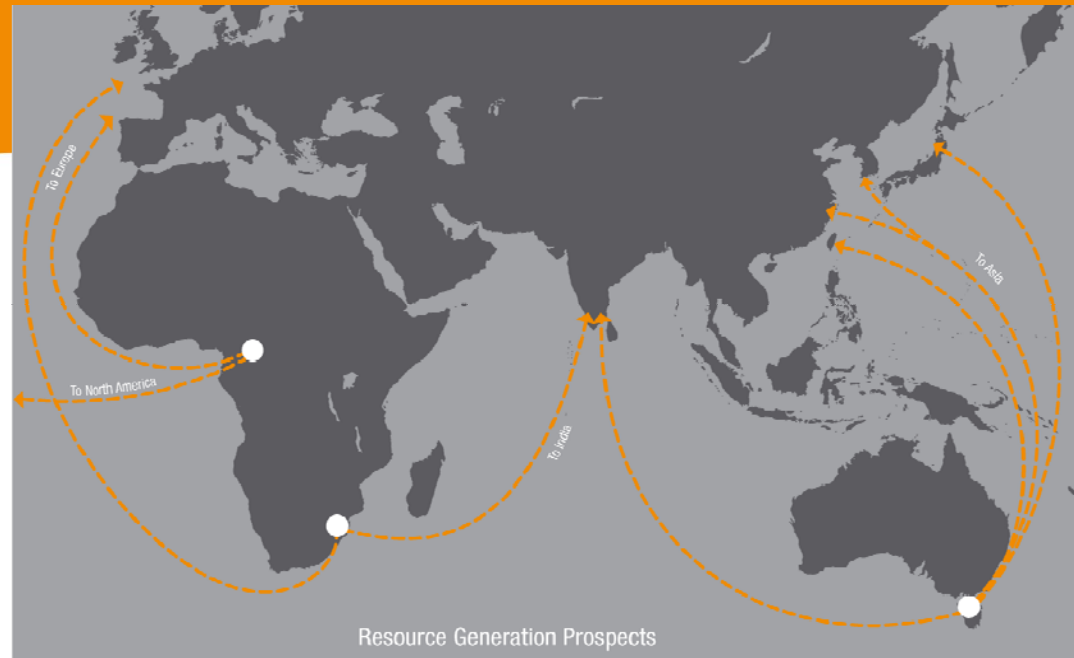 To Europe
To North America
To India
To Asia
Resource Generation Prospects